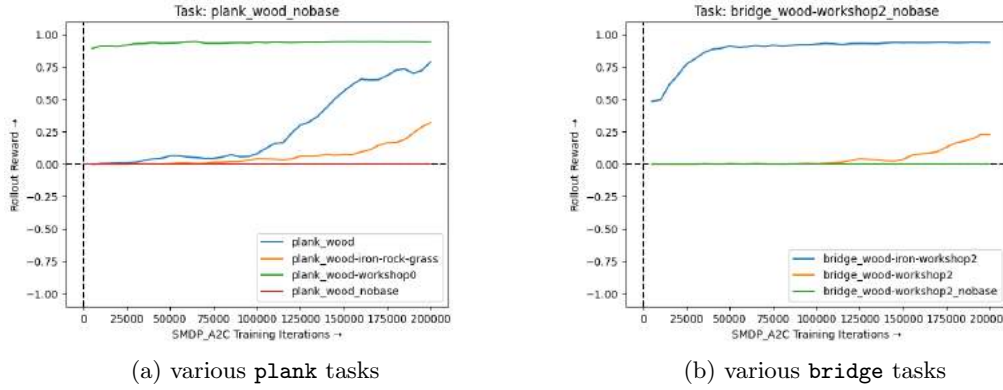 Task: plank_wood_nobase
1.00
0.75
0.50
0.25
0.00
−0.25
−0.50
−0.75
−1.00
Rollout Reward →
plank_wood
plank_wood-iron-rock-grass
plank_wood-workshop0
plank_wood_nobase
0 25000 50000 75000 100000 125000 150000 175000 200000
SMDP_A2C Training Iterations →
(a) various plank tasks
Task: bridge_wood-workshop2_nobase
1.00
0.75
0.50
0.25
0.00
−0.25
−0.50
−0.75
−1.00
Rollout Reward →
bridge_wood-iron-workshop2
bridge_wood-workshop2
bridge_wood-workshop2_nobase
0 25000 50000 75000 100000 125000 150000 175000 200000
SMDP_A2C Training Iterations →
(b) various bridge tasks